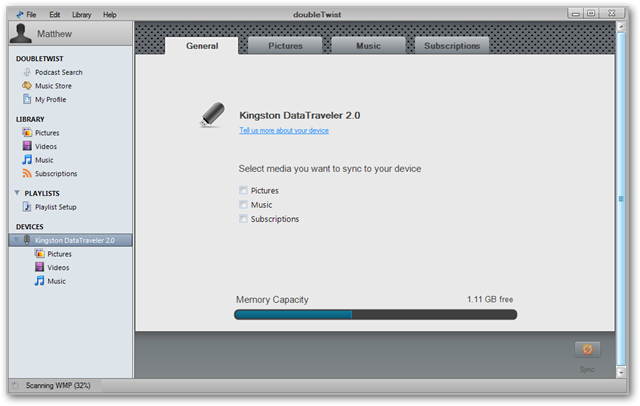 File Edit Library Help doubleTwist
Matthew
General Pictures Music Subscriptions
DOUBLETWIST
Podcast Search
Music Store
My Profile
LIBRARY
Pictures
Videos
Music
Subscriptions
PLAYLISTS
Playlist Setup
DEVICES
Kingston DataTraveler 2.0
Pictures
Videos
Music
Kingston DataTraveler 2.0
Tell us more about your device
Select media you want to sync to your device
Pictures
Music
Subscriptions
Memory Capacity 1.11 GB free
Sync
Scanning WMP (32%)